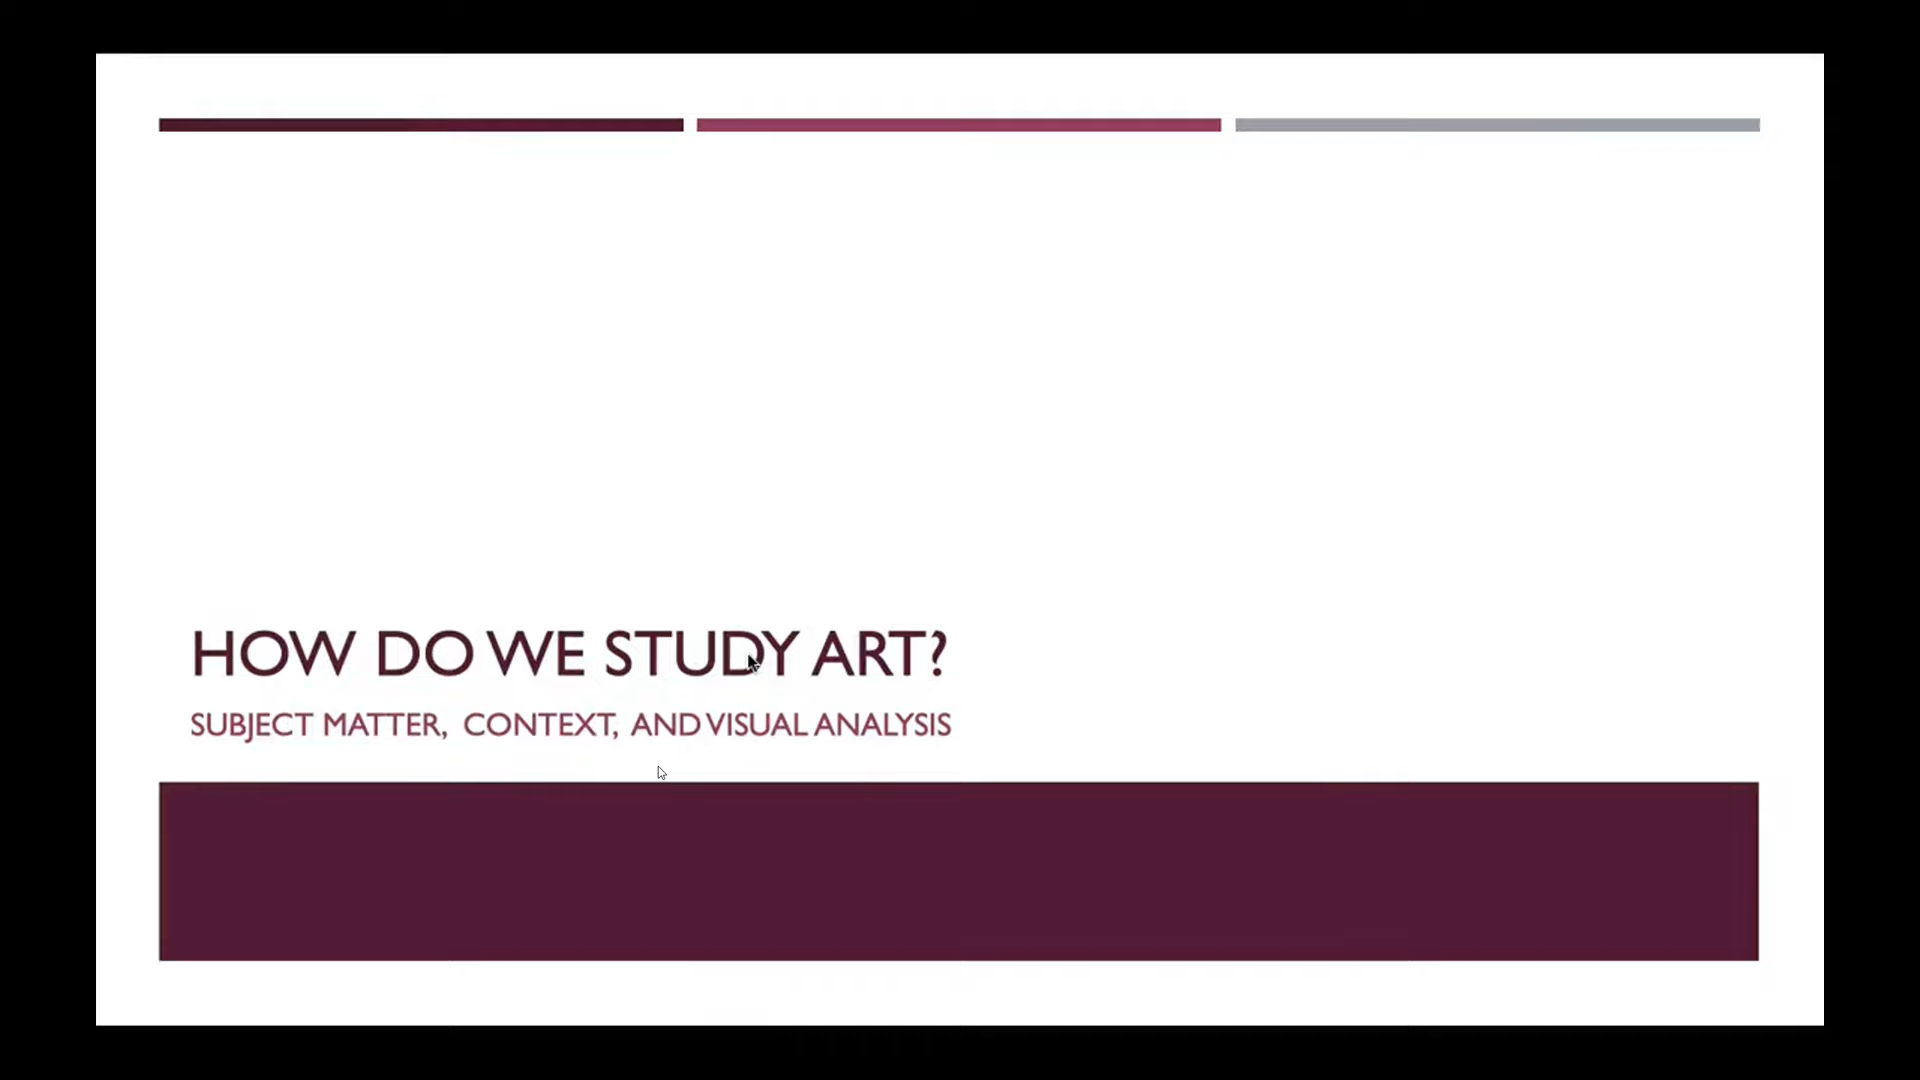 HOW DO WE STUDY ART?
SUBJECT MATTER, CONTEXT, AND VISUAL ANALYSIS